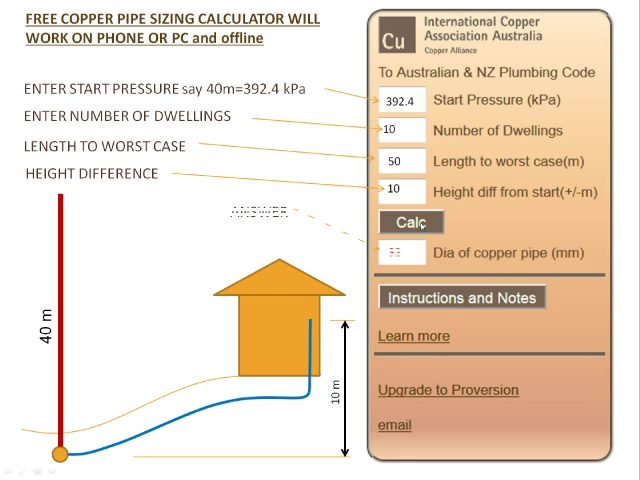 FREE COPPER PIPE SIZING CALCULATOR WILL
WORK ON PHONE OR PC and offline
ENTER START PRESSURE say 40m=392.4 kPa
ENTER NUMBER OF DWELLINGS
LENGTH TO WORST CASE
HEIGHT DIFFERENCE
ANSWER
40 m
10 m
Cu
International Copper
Association Australia
Copper Alliance
To Australian & NZ Plumbing Code
392.4 Start Pressure (kPa)
10 Number of Dwellings
50 Length to worst case(m)
10 Height diff from start(+/-m)
Calc
Dia of copper pipe (mm)
Instructions and Notes
Learn more
Upgrade to Proversion
email